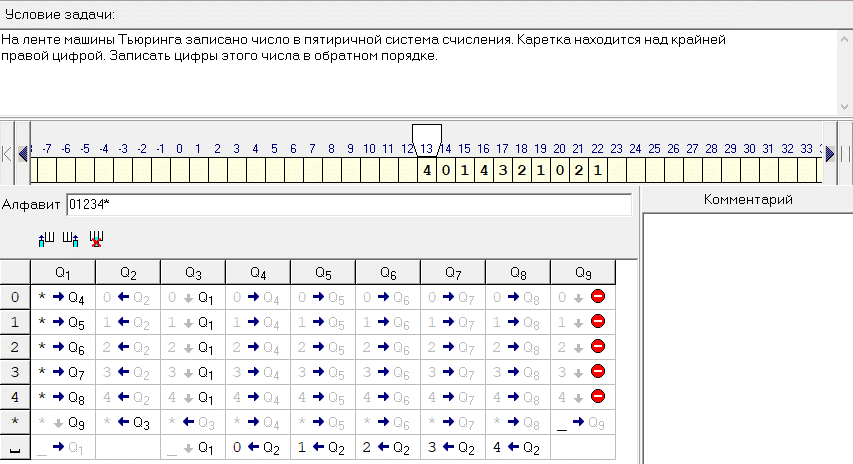 Условие задачи:
На ленте машины Тьюринга записано число в пятиричной система счисления. Каретка находится над крайней
правой цифрой. Записать цифры этого числа в обратном порядке.
-7 -6 -5 -4 -3 -2 -1 0 1 2 3 4 5 6 7 8 9 10 11 12 13 14 15 16 17 18 19 20 21 22 23 24 25 26 27 28 29 30 31 32 33
4 0 1 4 3 2 1 0 2 1
Алфавит 01234*
Комментарий
Q1 Q2 Q3 Q4 Q5 Q6 Q7 Q8 Q9
0 * → Q4 0 ← Q2 0 ↓ Q1 0 → Q4 0 → Q5 0 → Q6 0 → Q7 0 → Q8 0 ↓
1 * → Q5 1 ← Q2 1 ↓ Q1 1 → Q4 1 → Q5 1 → Q6 1 → Q7 1 → Q8 1 ↓
2 * → Q6 2 ← Q2 2 ↓ Q1 2 → Q4 2 → Q5 2 → Q6 2 → Q7 2 → Q8 2 ↓
3 * → Q7 3 ← Q2 3 ↓ Q1 3 → Q4 3 → Q5 3 → Q6 3 → Q7 3 → Q8 3 ↓
4 * → Q8 4 ← Q2 4 ↓ Q1 4 → Q4 4 → Q5 4 → Q6 4 → Q7 4 → Q8 4 ↓
* * ↓ Q9 * ← Q3 * ← Q3 * → Q4 * → Q5 * → Q6 * → Q7 * → Q8 _ → Q9
␣ _ → Q1 _ ↓ Q1 0 ← Q2 1 ← Q2 2 ← Q2 3 ← Q2 4 ← Q2